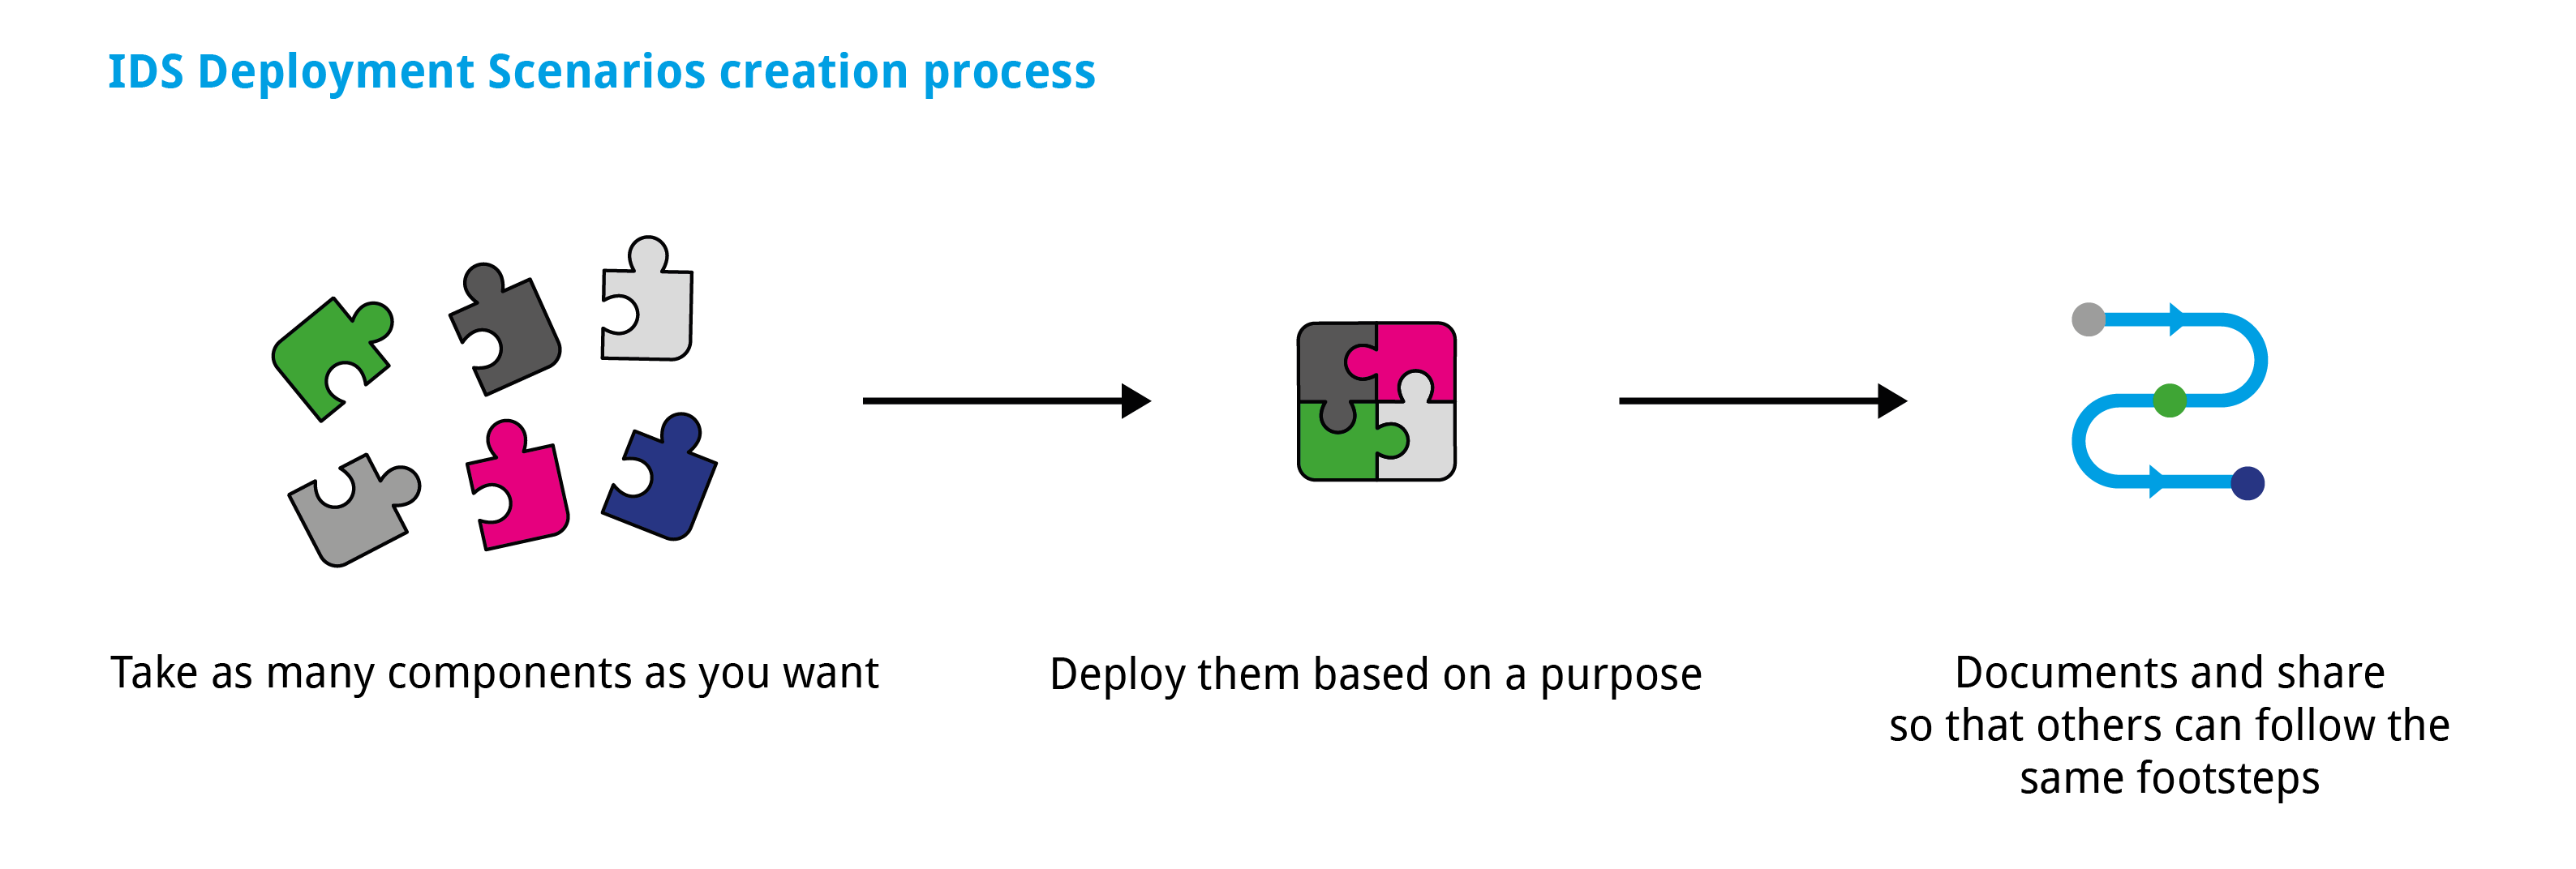 IDS Deployment Scenarios creation process
Take as many components as you want
Deploy them based on a purpose
Documents and share
so that others can follow the
same footsteps